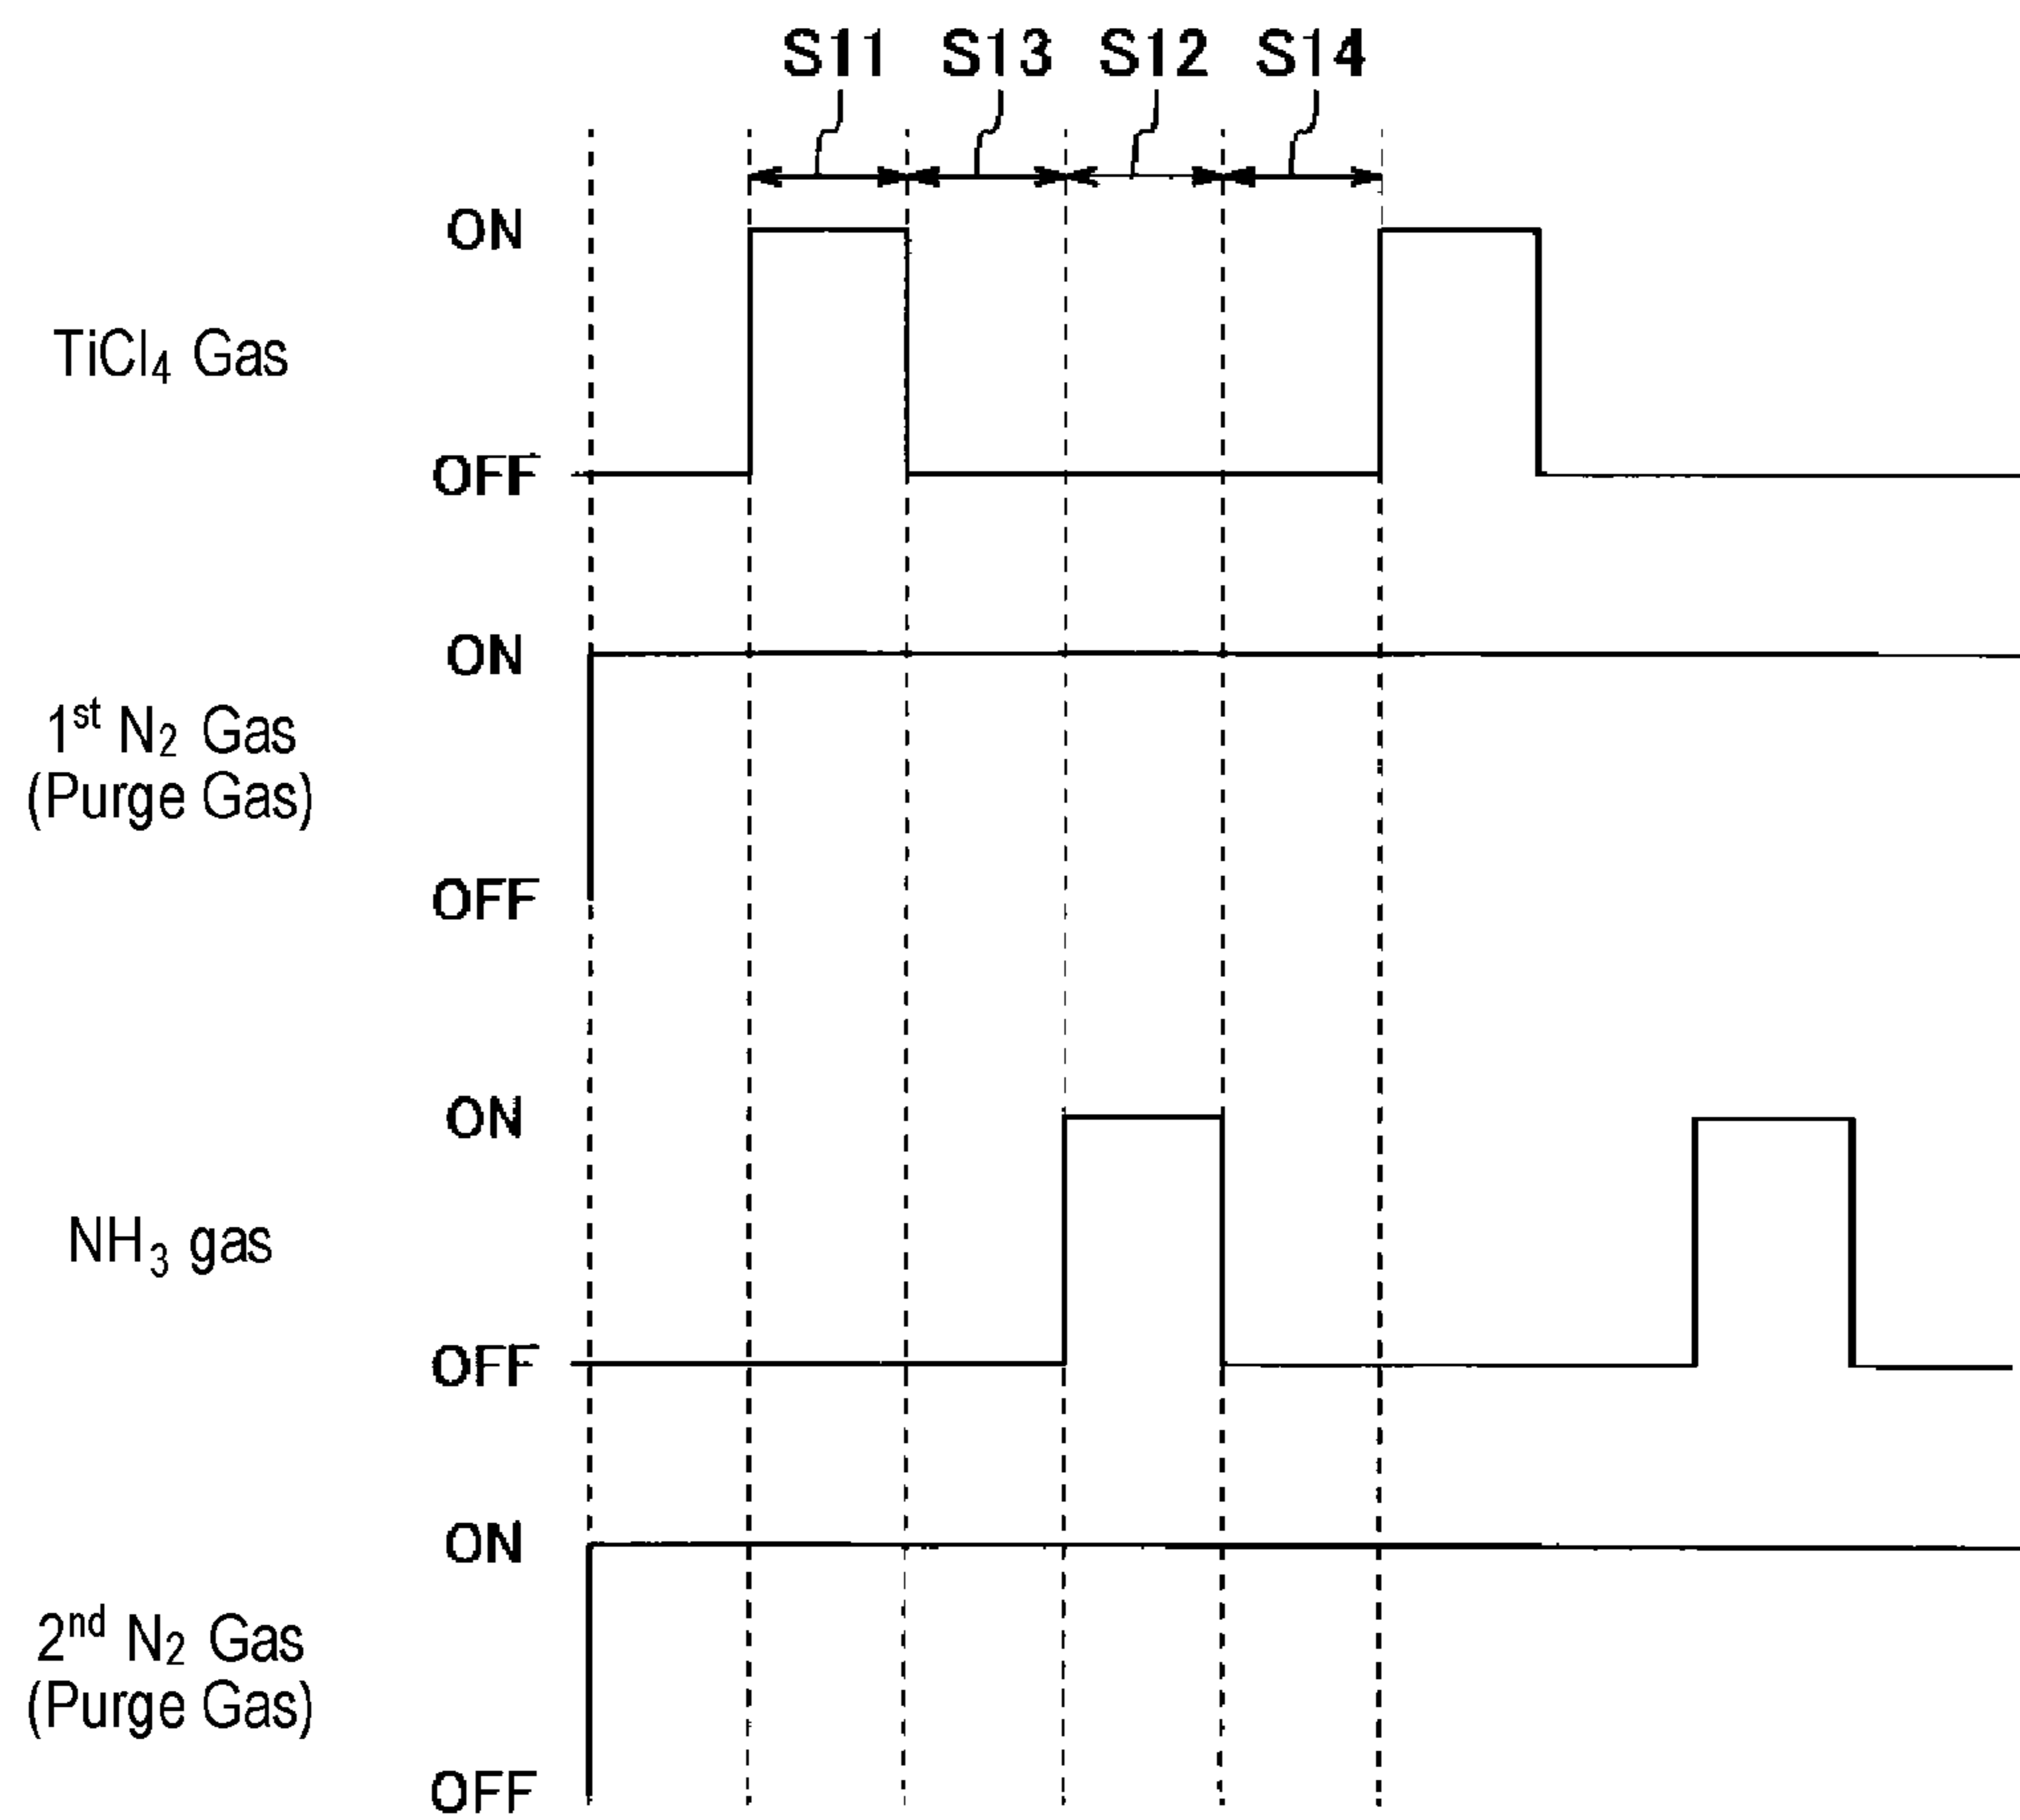 S11 S13 S12 S14
ON
TiCl₄ Gas
OFF
ON
1ˢᵗ N₂ Gas
(Purge Gas)
OFF
ON
NH₃ gas
OFF
ON
2ⁿᵈ N₂ Gas
(Purge Gas)
OFF